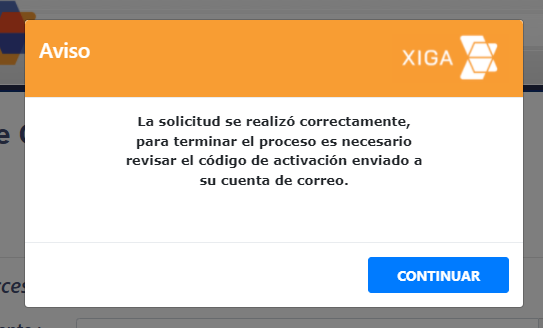 Aviso
XIGA
La solicitud se realizó correctamente,
para terminar el proceso es necesario
revisar el código de activación enviado a
su cuenta de correo.
CONTINUAR